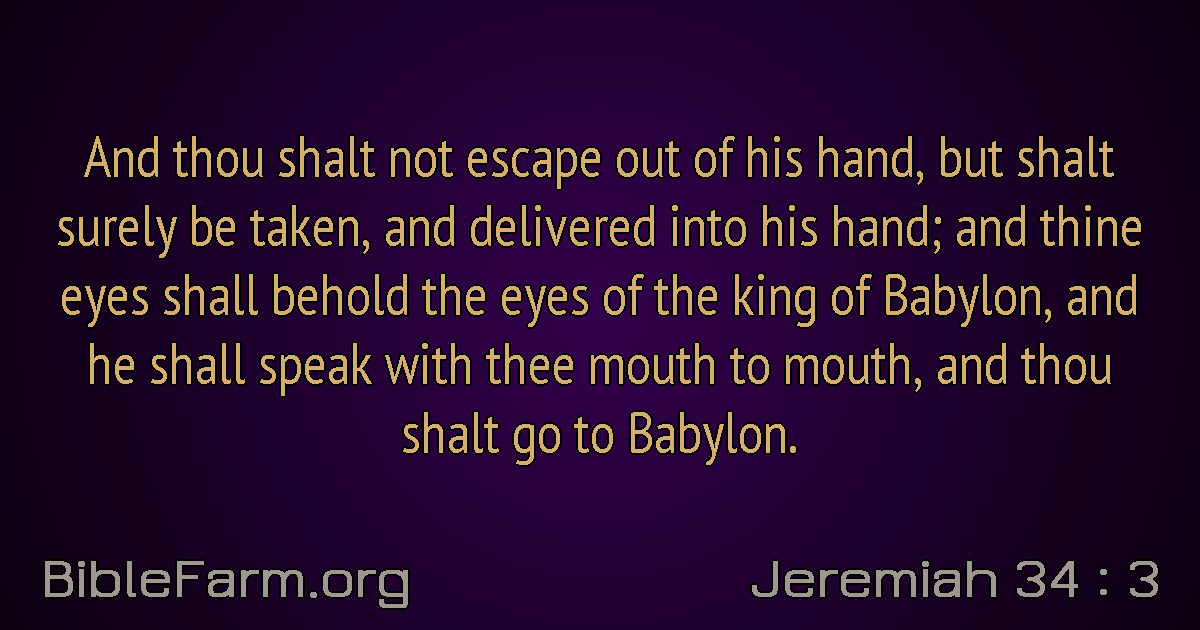 And thou shalt not escape out of his hand, but shalt
surely be taken, and delivered into his hand; and thine
eyes shall behold the eyes of the king of Babylon, and
he shall speak with thee mouth to mouth, and thou
shalt go to Babylon.
BibleFarm.org
Jeremiah 34 : 3